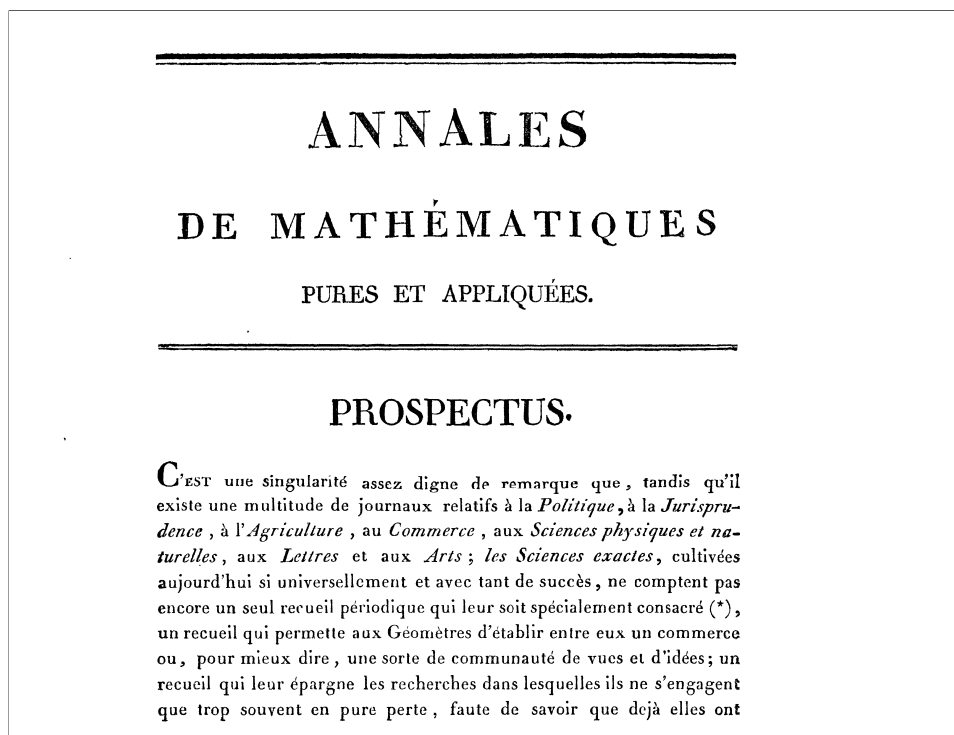 ANNALES
DE MATHÉMATIQUES
PURES ET APPLIQUÉES.
PROSPECTUS.
C'EST une singularité assez digne de remarque que, tandis qu'il
existe une multitude de journaux relatifs à la Politique, à la Jurispru-
dence, à l'Agriculture, au Commerce, aux Sciences physiques et na-
turelles, aux Lettres et aux Arts; les Sciences exactes, cultivées
aujourd'hui si universellement et avec tant de succès, ne comptent pas
encore un seul recueil périodique qui leur soit spécialement consacré (*),
un recueil qui permette aux Géomètres d'établir entre eux un commerce
ou, pour mieux dire, une sorte de communauté de vues et d'idées; un
recueil qui leur épargne les recherches dans lesquelles ils ne s'engagent
que trop souvent en pure perte, faute de savoir que dejà elles ont